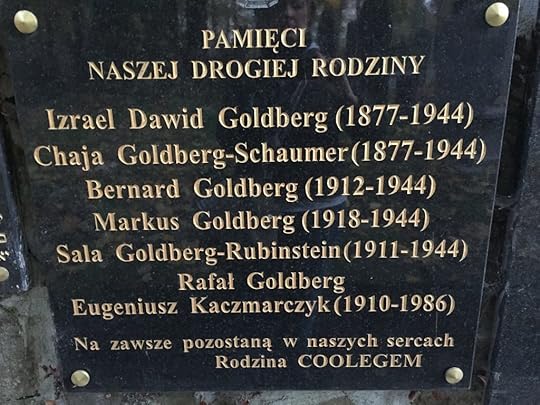 PAMIĘCI
NASZEJ DROGIEJ RODZINY
Izrael Dawid Goldberg (1877-1944)
Chaja Goldberg-Schaumer (1877-1944)
Bernard Goldberg (1912-1944)
Markus Goldberg (1918-1944)
Sala Goldberg-Rubinstein (1911-1944)
Rafał Goldberg
Eugeniusz Kaczmarczyk (1910-1986)
Na zawsze pozostaną w naszych sercach
Rodzina COOLEGEM